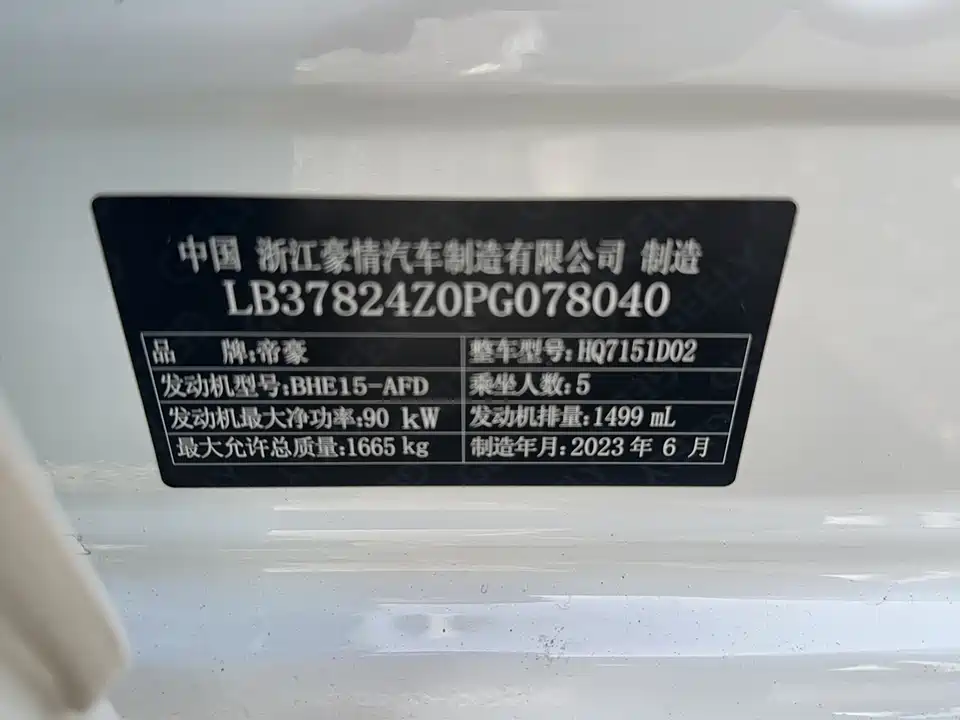 中国 浙江豪情汽车制造有限公司 制造
LB37824Z0PG078040
品 牌:帝豪 整车型号:HQ7151D02
发动机型号:BHE15-AFD 乘坐人数:5
发动机最大净功率:90 kW 发动机排量:1499 mL
最大允许总质量:1665 kg 制造年月:2023 年 6 月